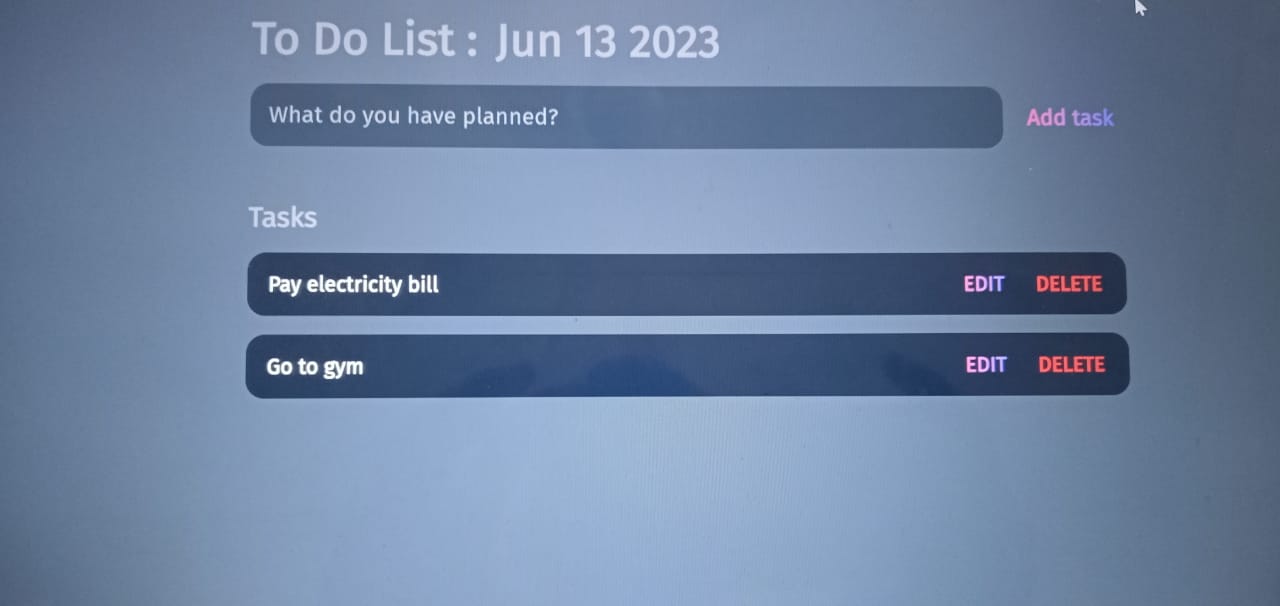 To Do List : Jun 13 2023
What do you have planned?
Add task
Tasks
Pay electricity bill
EDIT DELETE
Go to gym
EDIT DELETE